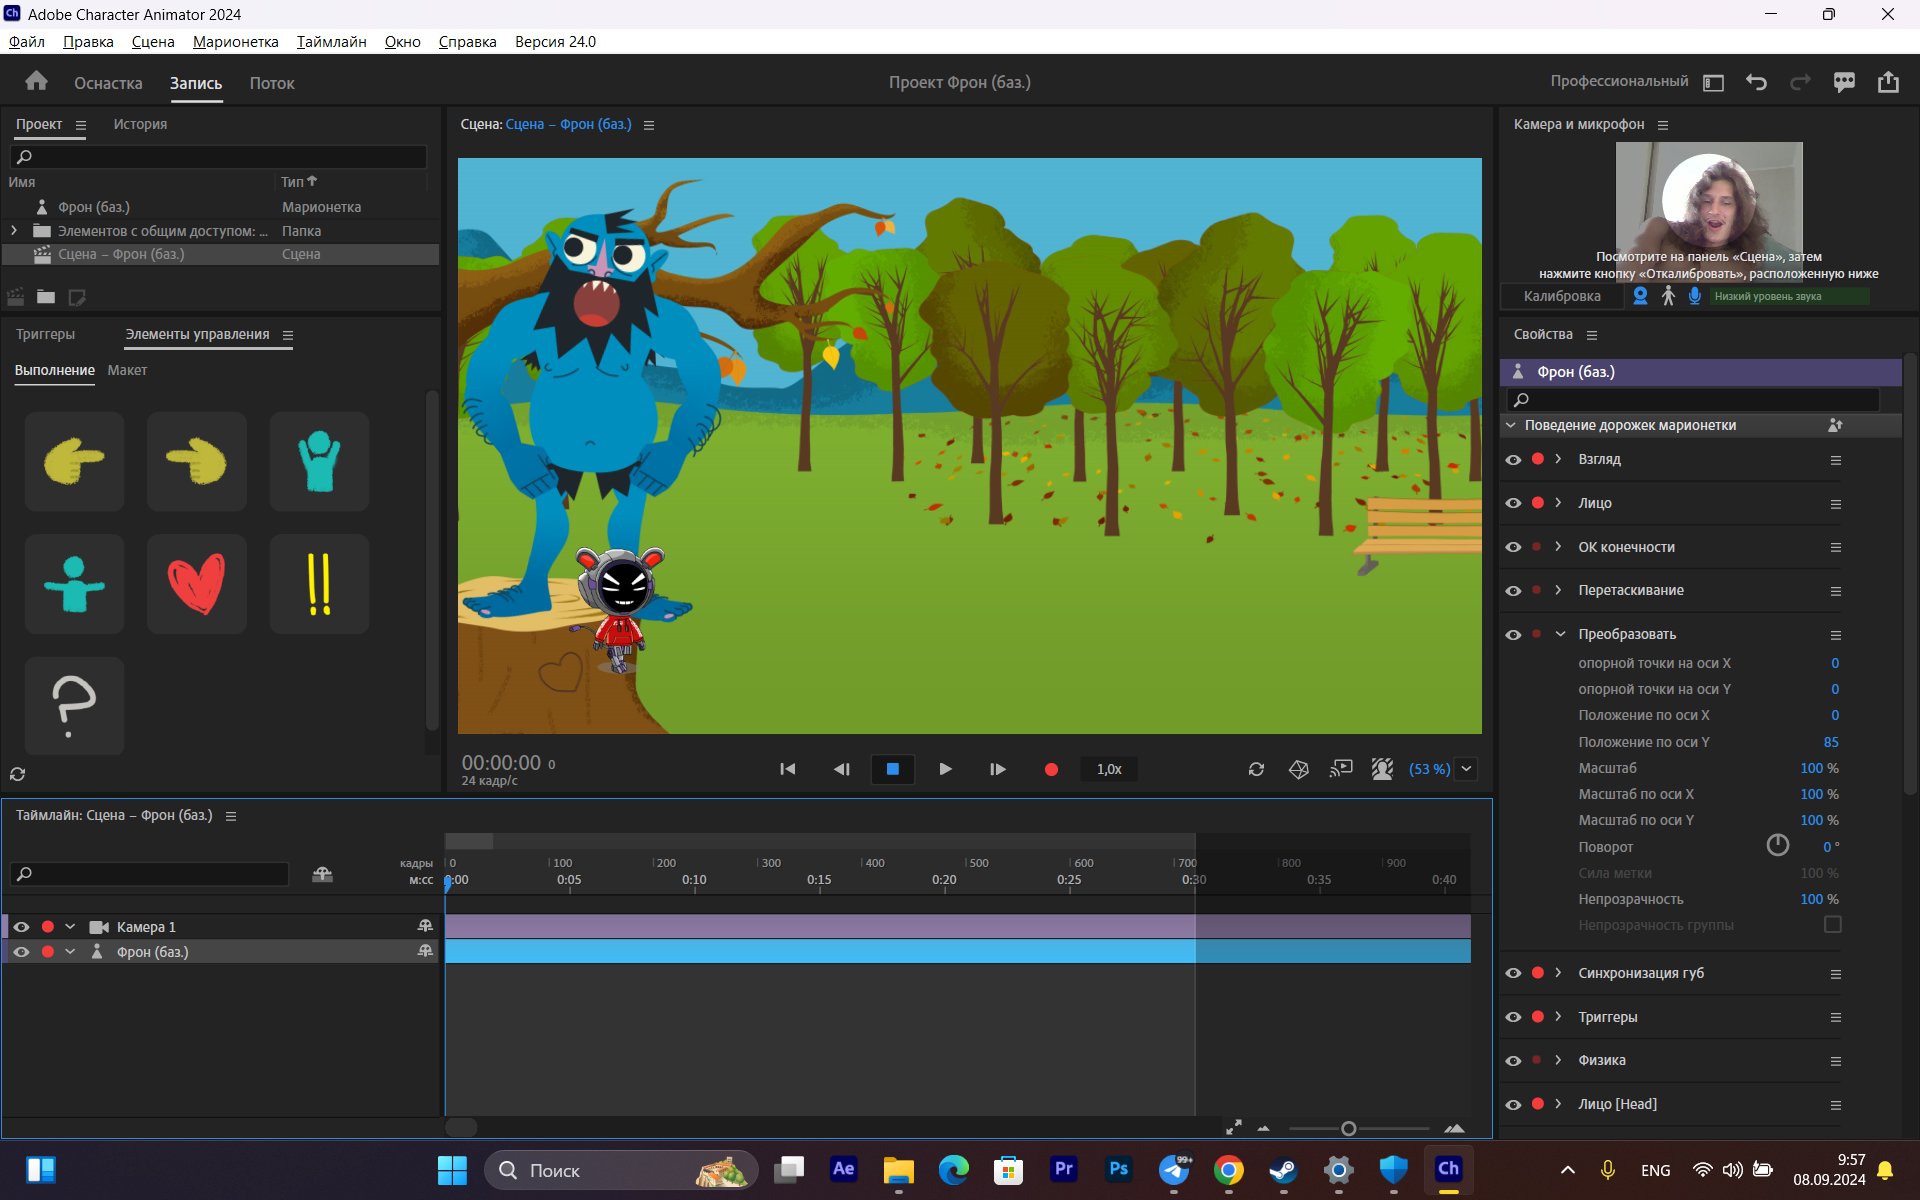 Ch Adobe Character Animator 2024
Файл Правка Сцена Марионетка Таймлайн Окно Справка Версия 24.0
Оснастка Запись Поток
Проект Фрон (баз.)
Профессиональный
Проект История
Имя Тип
Фрон (баз.) Марионетка
Элементов с общим доступом: ... Папка
Сцена – Фрон (баз.) Сцена
Триггеры Элементы управления
Выполнение Макет
Сцена: Сцена – Фрон (баз.)
00:00:00 0
24 кадр/с
1,0x
(53 %)
Камера и микрофон
Посмотрите на панель «Сцена», затем
нажмите кнопку «Откалибровать», расположенную ниже
Калибровка
Низкий уровень звука
Свойства
Фрон (баз.)
Поведение дорожек марионетки
Взгляд
Лицо
ОК конечности
Перетаскивание
Преобразовать
опорной точки на оси X 0
опорной точки на оси Y 0
Положение по оси X 0
Положение по оси Y 85
Масштаб 100 %
Масштаб по оси X 100 %
Масштаб по оси Y 100 %
Поворот 0 °
Сила метки 100 %
Непрозрачность 100 %
Непрозрачность группы
Синхронизация губ
Триггеры
Физика
Лицо [Head]
Таймлайн: Сцена – Фрон (баз.)
кадры 0 100 200 300 400 500 600 700 800 900
м:сс 0:00 0:05 0:10 0:15 0:20 0:25 0:30 0:35 0:40
Камера 1
Фрон (баз.)
Поиск
Ae
Pr
Ps
99+
Ch
ENG
9:57
08.09.2024